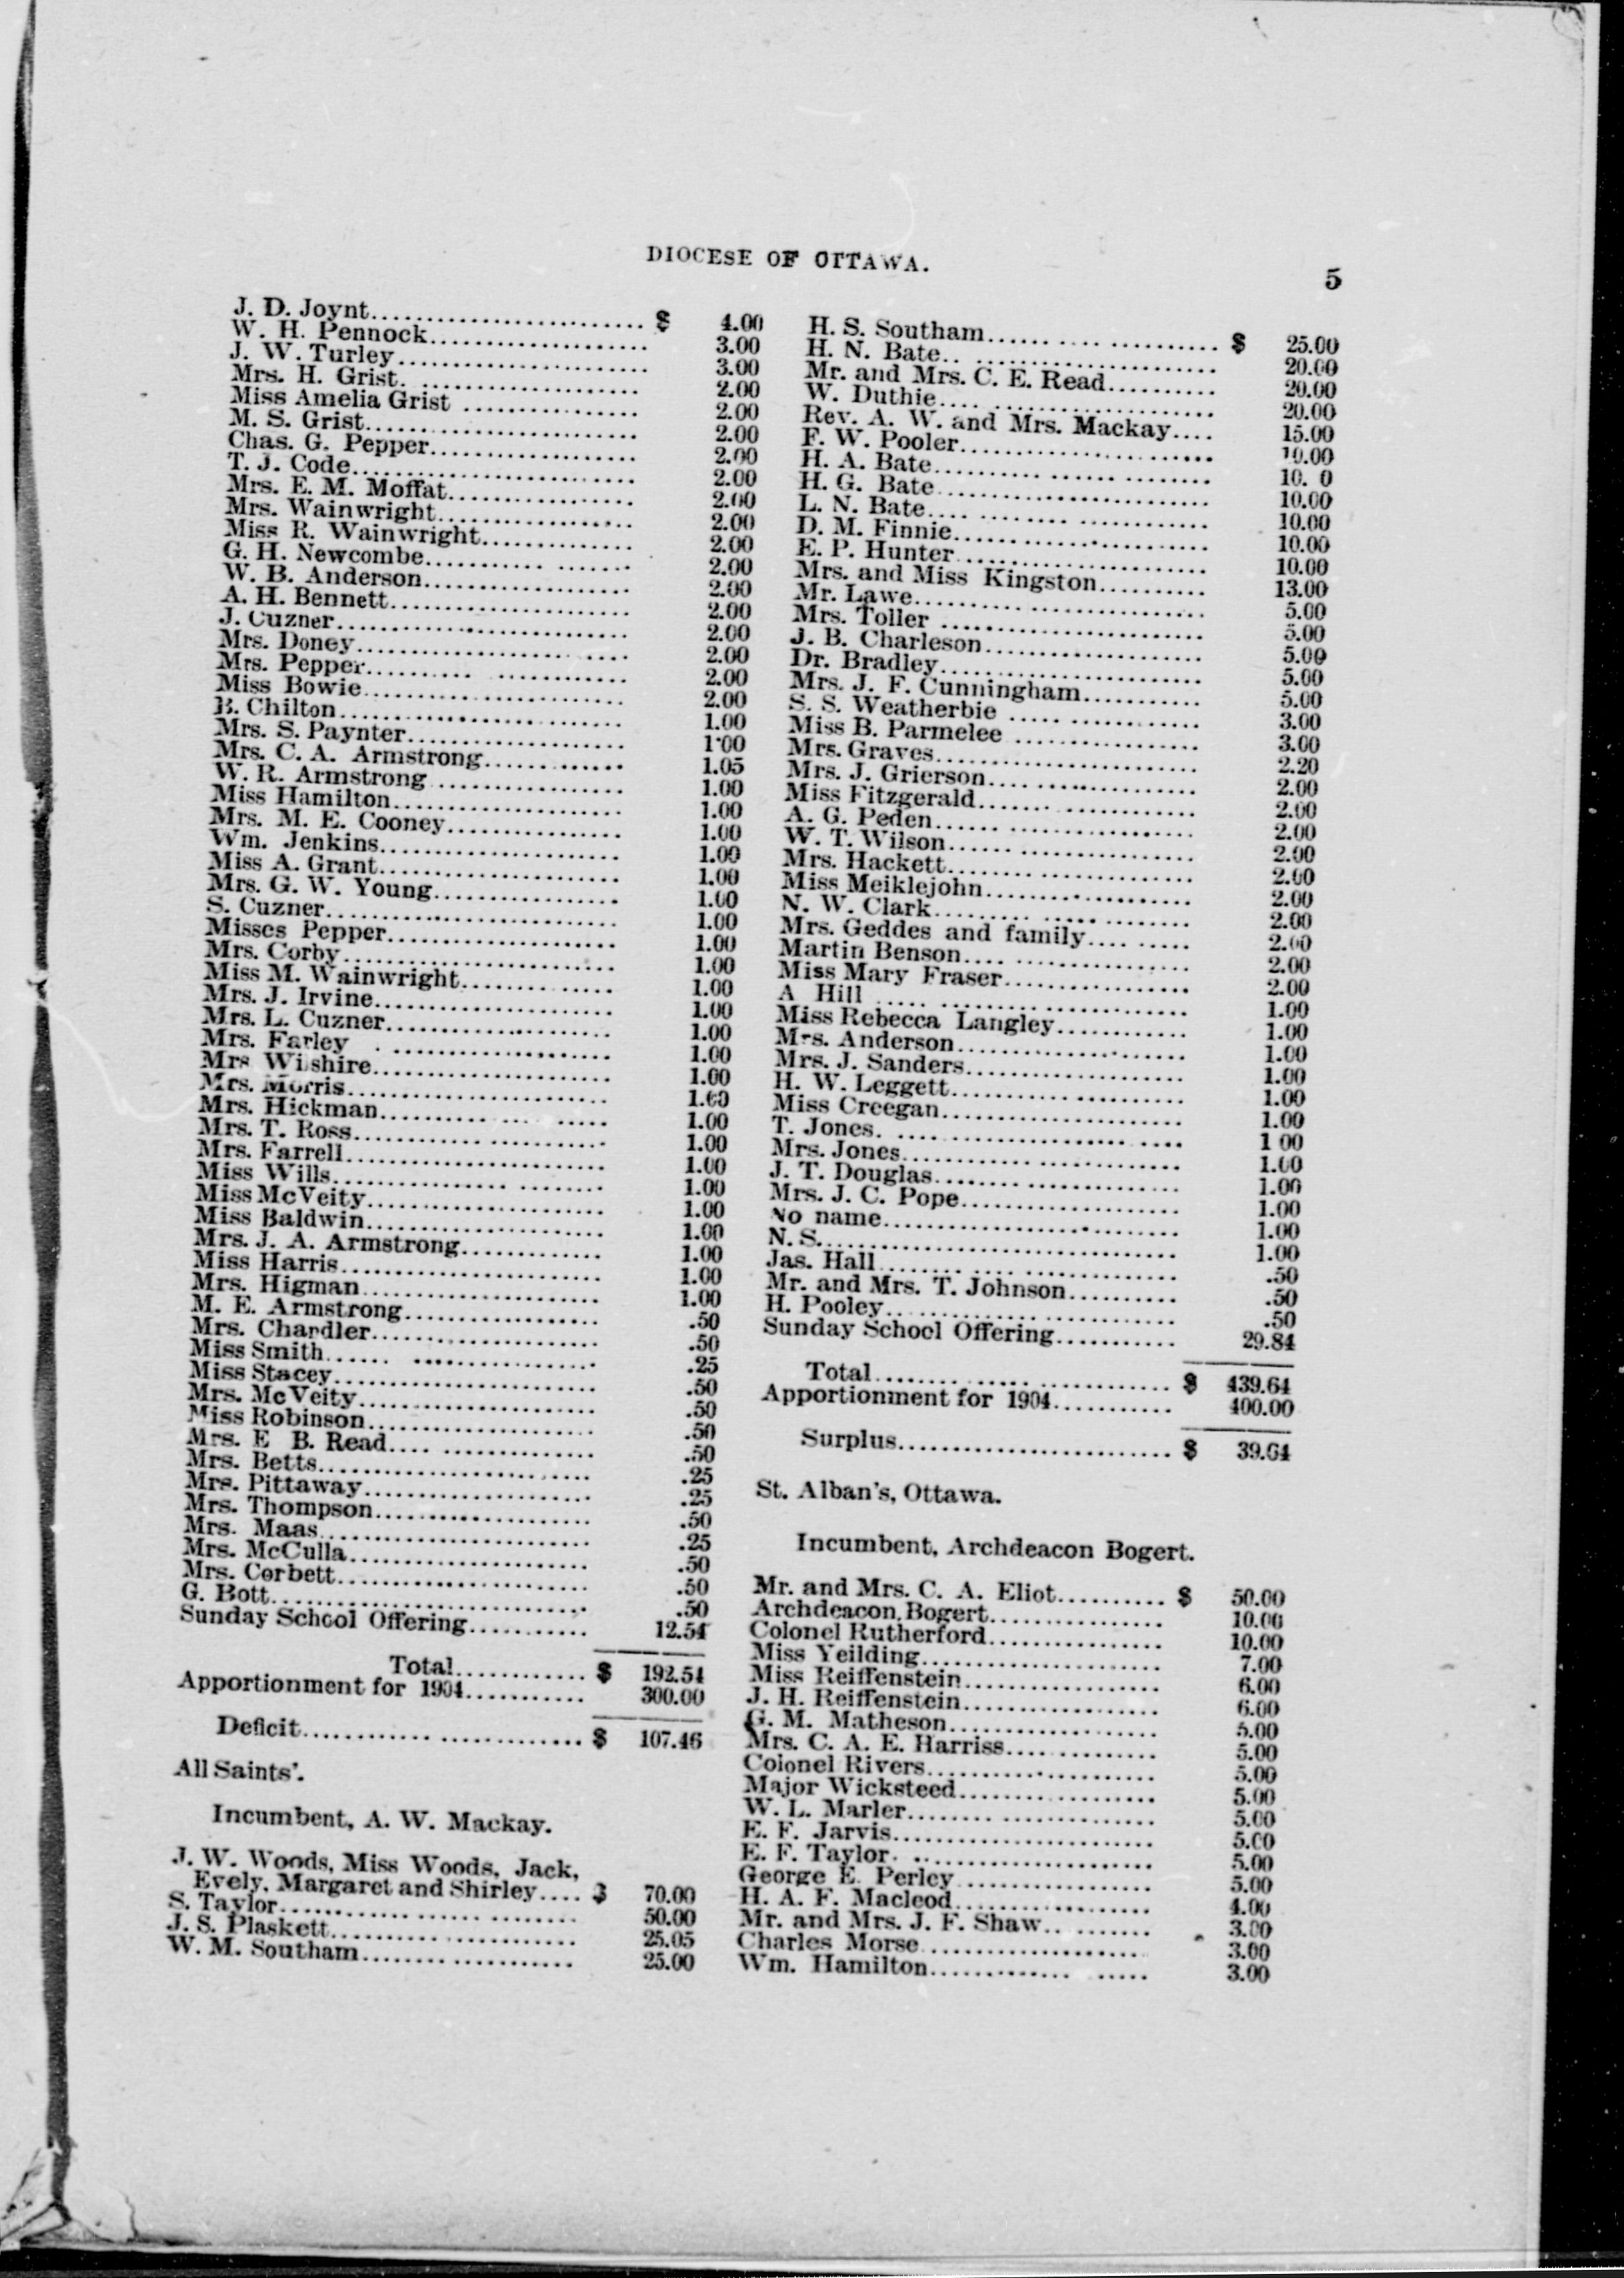 DIOCESE OF OTTAWA.
5
J. D. Joynt.......... $ 4.00
W. H. Pennock.......... 3.00
J. W. Turley.......... 3.00
Mrs. H. Grist.......... 2.00
Miss Amelia Grist.......... 2.00
M. S. Grist.......... 2.00
Chas. G. Pepper.......... 2.00
T. J. Code.......... 2.00
Mrs. E. M. Moffat.......... 2.00
Mrs. Wainwright.......... 2.00
Miss R. Wainwright.......... 2.00
G. H. Newcombe.......... 2.00
W. B. Anderson.......... 2.00
A. H. Bennett.......... 2.00
J. Cuzner.......... 2.00
Mrs. Doney.......... 2.00
Mrs. Pepper.......... 2.00
Miss Bowie.......... 2.00
B. Chilton.......... 1.00
Mrs. S. Paynter.......... 1.00
Mrs. C. A. Armstrong.......... 1.05
W. R. Armstrong.......... 1.00
Miss Hamilton.......... 1.00
Mrs. M. E. Cooney.......... 1.00
Wm. Jenkins.......... 1.00
Miss A. Grant.......... 1.00
Mrs. G. W. Young.......... 1.00
S. Cuzner.......... 1.00
Misses Pepper.......... 1.00
Mrs. Corby.......... 1.00
Miss M. Wainwright.......... 1.00
Mrs. J. Irvine.......... 1.00
Mrs. L. Cuzner.......... 1.00
Mrs. Farley.......... 1.00
Mrs Wilshire.......... 1.00
Mrs. Morris.......... 1.00
Mrs. Hickman.......... 1.00
Mrs. T. Ross.......... 1.00
Mrs. Farrell.......... 1.00
Miss Wills.......... 1.00
Miss McVeity.......... 1.00
Miss Baldwin.......... 1.00
Mrs. J. A. Armstrong.......... 1.00
Miss Harris.......... 1.00
Mrs. Higman.......... 1.00
M. E. Armstrong.......... .50
Mrs. Chandler.......... .50
Miss Smith.......... .25
Miss Stacey.......... .50
Mrs. McVeity.......... .50
Miss Robinson.......... .50
Mrs. E B. Read.......... .50
Mrs. Betts.......... .25
Mrs. Pittaway.......... .25
Mrs. Thompson.......... .50
Mrs. Maas.......... .25
Mrs. McCulla.......... .50
Mrs. Corbett.......... .50
G. Bott.......... .50
Sunday School Offering.......... 12.54
Total.......... $ 192.54
Apportionment for 1904.......... 300.00
Deficit.......... $ 107.46
All Saints'.
Incumbent, A. W. Mackay.
J. W. Woods, Miss Woods, Jack,
Evely, Margaret and Shirley.... $ 70.00
S. Taylor.......... 50.00
J. S. Plaskett.......... 25.05
W. M. Southam.......... 25.00
H. S. Southam.......... $ 25.00
H. N. Bate.......... 20.00
Mr. and Mrs. C. E. Read.......... 20.00
W. Duthie.......... 20.00
Rev. A. W. and Mrs. Mackay.... 15.00
F. W. Pooler.......... 10.00
H. A. Bate.......... 10. 0
H. G. Bate.......... 10.00
L. N. Bate.......... 10.00
D. M. Finnie.......... 10.00
E. P. Hunter.......... 10.00
Mrs. and Miss Kingston.......... 13.00
Mr. Lawe.......... 5.00
Mrs. Toller.......... 5.00
J. B. Charleson.......... 5.00
Dr. Bradley.......... 5.00
Mrs. J. F. Cunningham.......... 5.00
S. S. Weatherbie.......... 3.00
Miss B. Parmelee.......... 3.00
Mrs. Graves.......... 2.20
Mrs. J. Grierson.......... 2.00
Miss Fitzgerald.......... 2.00
A. G. Peden.......... 2.00
W. T. Wilson.......... 2.00
Mrs. Hackett.......... 2.00
Miss Meiklejohn.......... 2.00
N. W. Clark.......... 2.00
Mrs. Geddes and family.......... 2.00
Martin Benson.......... 2.00
Miss Mary Fraser.......... 2.00
A Hill.......... 1.00
Miss Rebecca Langley.......... 1.00
Mrs. Anderson.......... 1.00
Mrs. J. Sanders.......... 1.00
H. W. Leggett.......... 1.00
Miss Creegan.......... 1.00
T. Jones.......... 1 00
Mrs. Jones.......... 1.00
J. T. Douglas.......... 1.00
Mrs. J. C. Pope.......... 1.00
No name.......... 1.00
N. S.......... 1.00
Jas. Hall.......... .50
Mr. and Mrs. T. Johnson.......... .50
H. Pooley.......... .50
Sunday School Offering.......... 29.84
Total.......... $ 439.64
Apportionment for 1904.......... 400.00
Surplus.......... $ 39.64
St. Alban's, Ottawa.
Incumbent, Archdeacon Bogert.
Mr. and Mrs. C. A. Eliot.......... $ 50.00
Archdeacon Bogert.......... 10.00
Colonel Rutherford.......... 10.00
Miss Yeilding.......... 7.00
Miss Reiffenstein.......... 6.00
J. H. Reiffenstein.......... 6.00
G. M. Matheson.......... 5.00
Mrs. C. A. E. Harriss.......... 5.00
Colonel Rivers.......... 5.00
Major Wicksteed.......... 5.00
W. L. Marler.......... 5.00
E. F. Jarvis.......... 5.00
E. F. Taylor.......... 5.00
George E. Perley.......... 5.00
H. A. F. Macleod.......... 4.00
Mr. and Mrs. J. F. Shaw.......... 3.00
Charles Morse.......... 3.00
Wm. Hamilton.......... 3.00